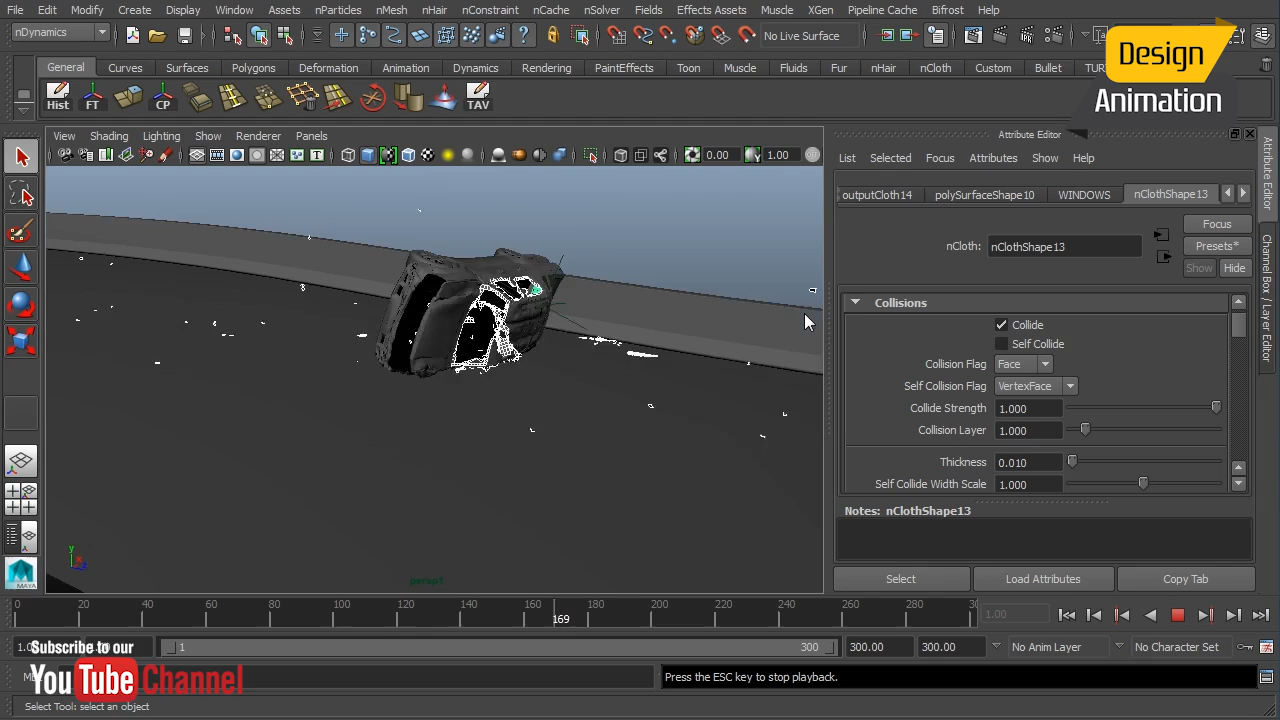 File Edit Modify Create Display Window Assets nParticles nMesh nHair nConstraint nCache nSolver Fields Effects Assets Muscle XGen Pipeline Cache Bifrost Help
nDynamics No Live Surface
General Curves Surfaces Polygons Deformation Animation Dynamics Rendering PaintEffects Toon Muscle Fluids Fur nHair nCloth Custom Bullet TUR
Design
Animation
Hist FT CP TAV
View Shading Lighting Show Renderer Panels
0.00 1.00
Attribute Editor
List Selected Focus Attributes Show Help
outputCloth14 polySurfaceShape10 WINDOWS nClothShape13
Focus
nCloth: nClothShape13 Presets*
Show Hide
Collisions
Collide
Self Collide
Collision Flag Face
Self Collision Flag VertexFace
Collide Strength 1.000
Collision Layer 1.000
Thickness 0.010
Self Collide Width Scale 1.000
Notes: nClothShape13
Select Load Attributes Copy Tab
Attribute Editor
Channel Box / Layer Editor
y
z
persp1
MAYA
0 20 40 60 80 100 120 140 160 180 200 220 240 260 280 30
169
1.00
1 300 300.00 300.00 No Anim Layer No Character Set
Subscribe to our
YouTube Channel
Press the ESC key to stop playback.
Select Tool: select an object